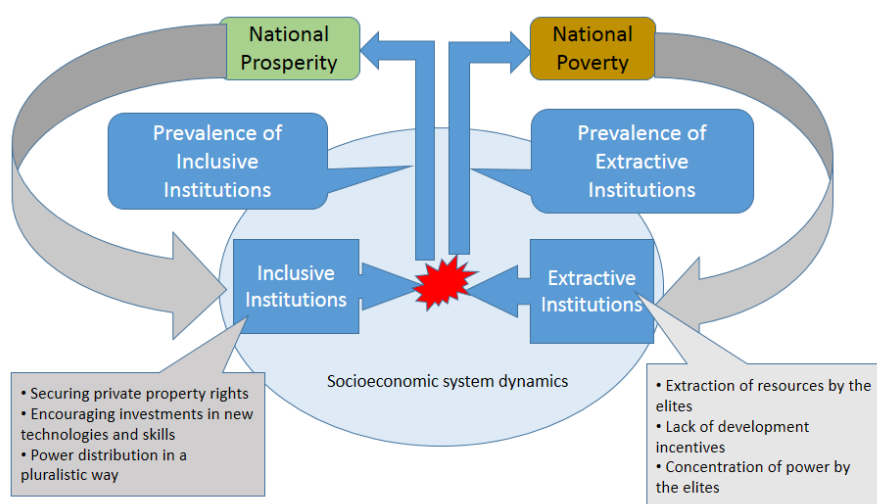 National
Prosperity
National
Poverty
Prevalence of
Inclusive
Institutions
Prevalence of
Extractive
Institutions
Inclusive
Institutions
Extractive
Institutions
Socioeconomic system dynamics
• Securing private property rights
• Encouraging investments in new
technologies and skills
• Power distribution in a
pluralistic way
• Extraction of resources by the
elites
• Lack of development
incentives
• Concentration of power by
the elites